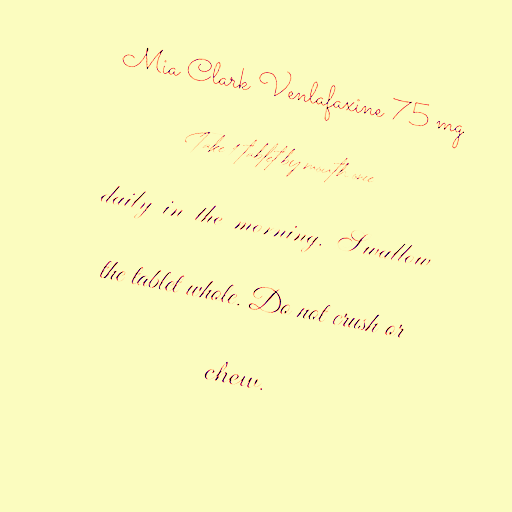 Mia Clark Venlafaxine 75 mg
Take 1 tablet by mouth once
daily in the morning. Swallow
the tablet whole. Do not crush or
chew.